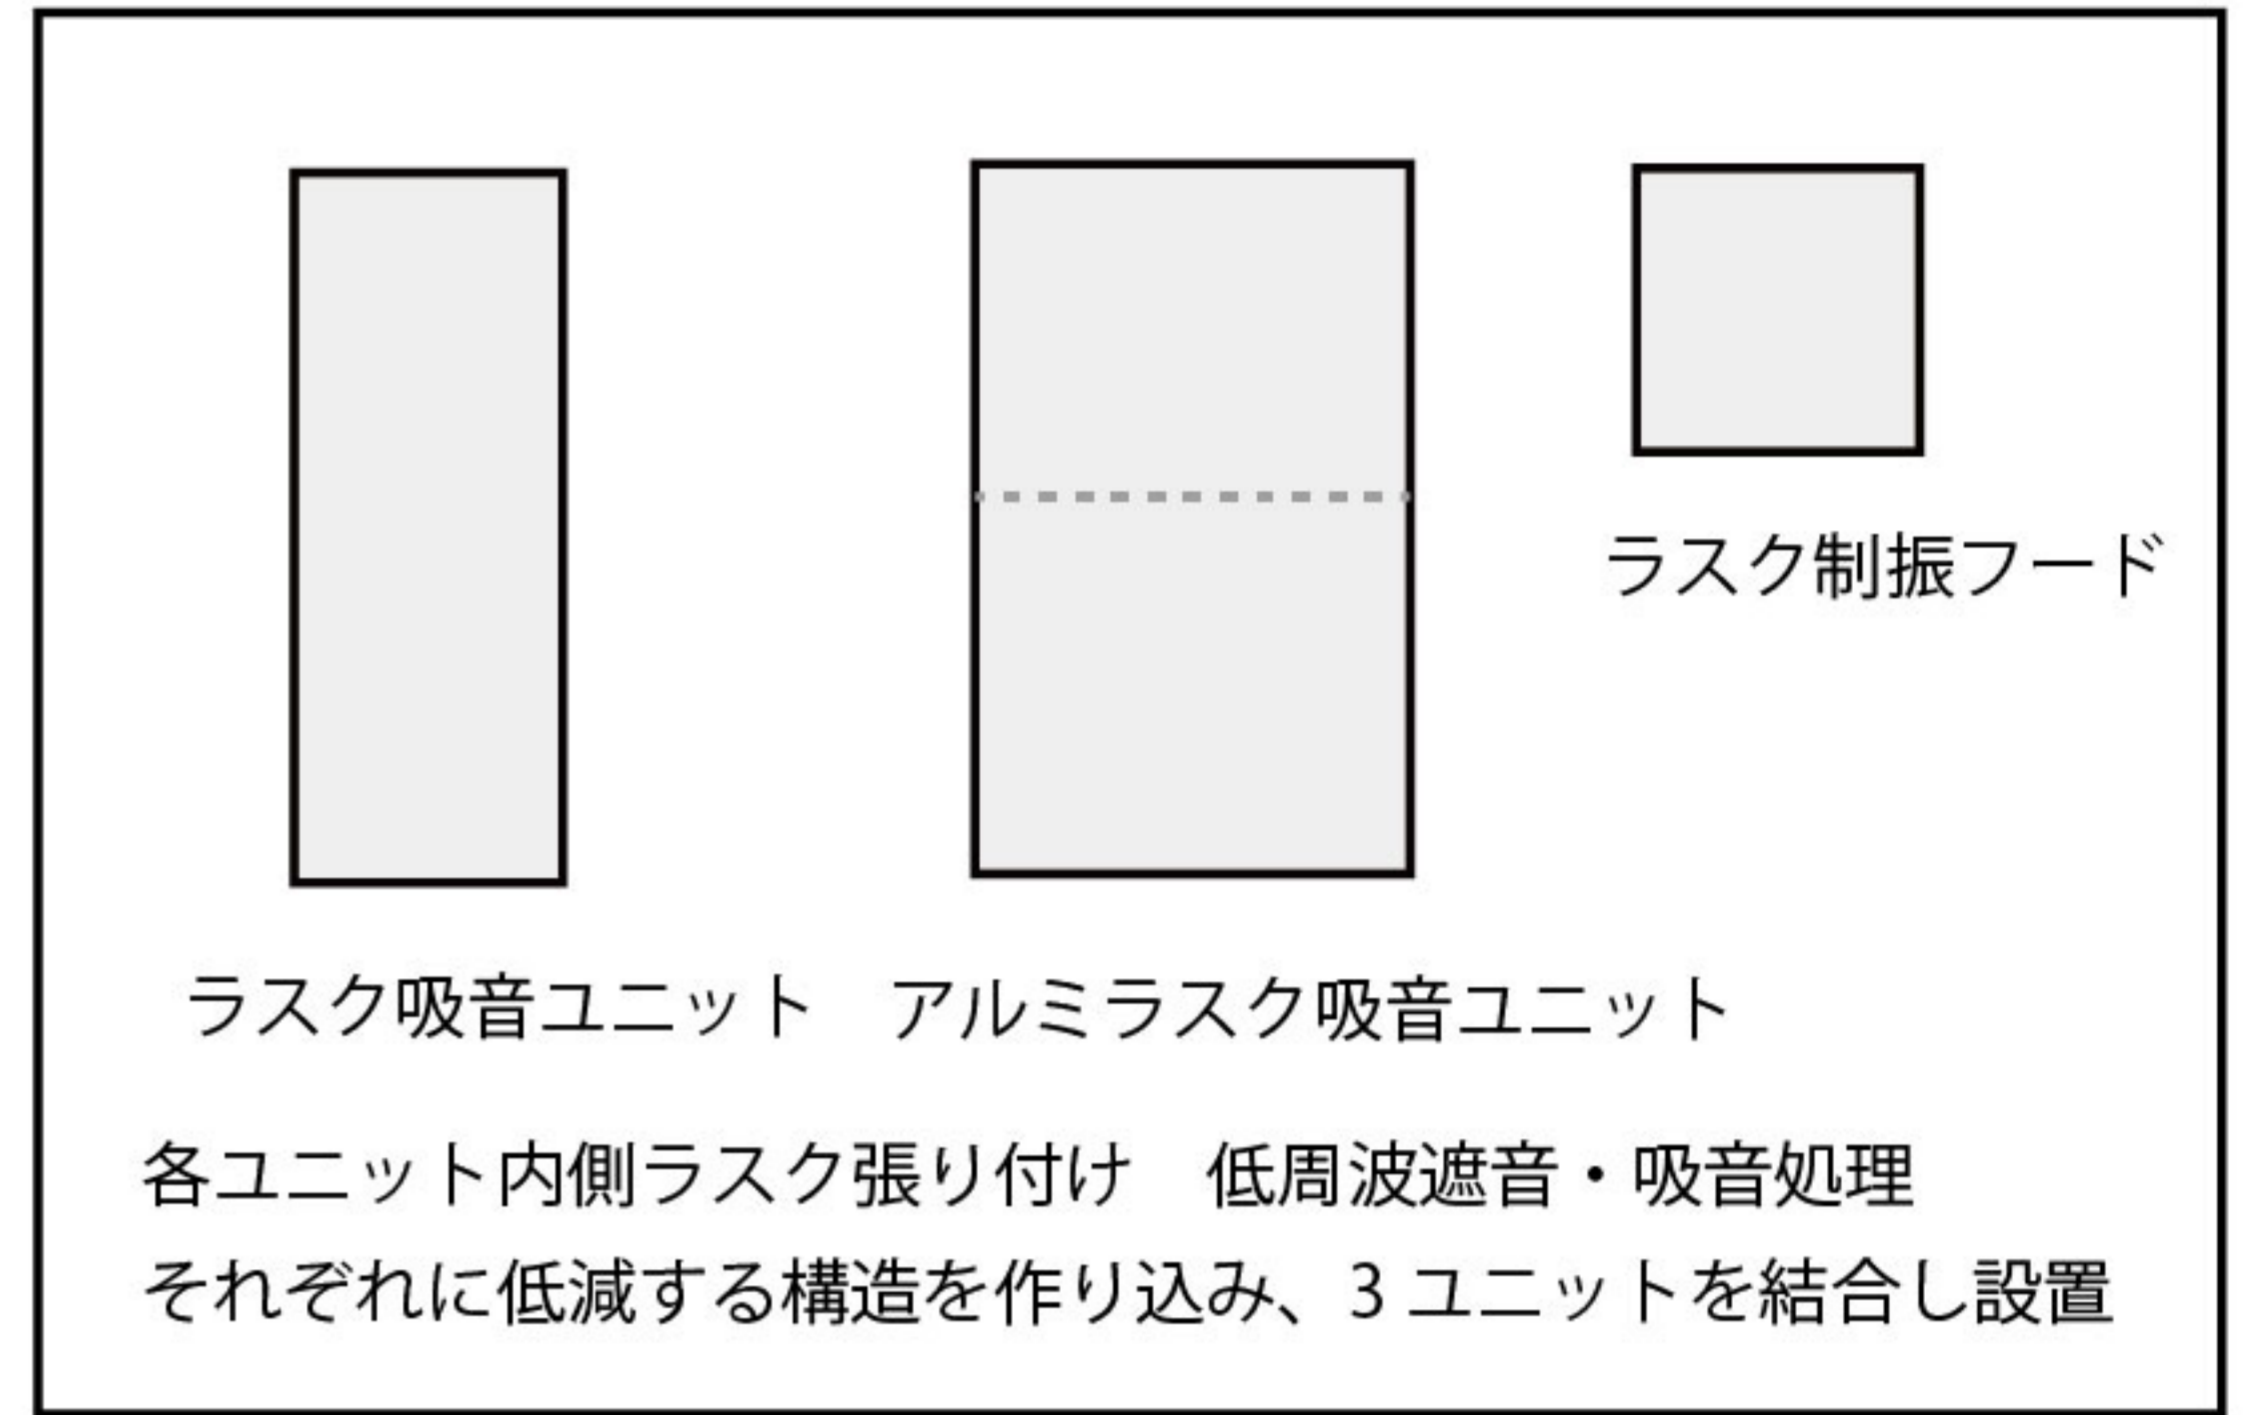 ラスク制振フード
ラスク吸音ユニット　アルミラスク吸音ユニット
各ユニット内側ラスク張り付け　低周波遮音・吸音処理
それぞれに低減する構造を作り込み、3 ユニットを結合し設置